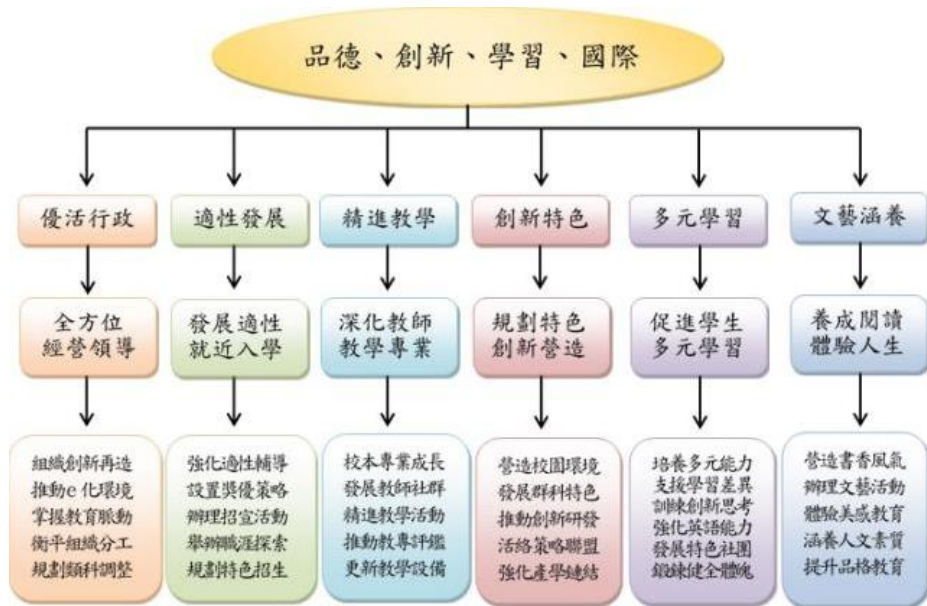 品德、創新、學習、國際
優活行政
適性發展
精進教學
創新特色
多元學習
文藝涵養
全方位
經營領導
發展適性
就近入學
深化教師
教學專業
規劃特色
創新營造
促進學生
多元學習
養成閱讀
體驗人生
組織創新再造
推動e化環境
掌握教育脈動
衡平組織分工
規劃類科調整
強化適性輔導
設置獎優策略
辦理招宣活動
舉辦職涯探索
規劃特色招生
校本專業成長
發展教師社群
精進教學活動
推動教專評鑑
更新教學設備
營造校園環境
發展群科特色
推動創新研發
活絡策略聯盟
強化產學鏈結
培養多元能力
支援學習差異
訓練創新思考
強化英語能力
發展特色社團
鍛鍊健全體魄
營造書香風氣
辦理文藝活動
體驗美感教育
涵養人文素質
提升品格教育